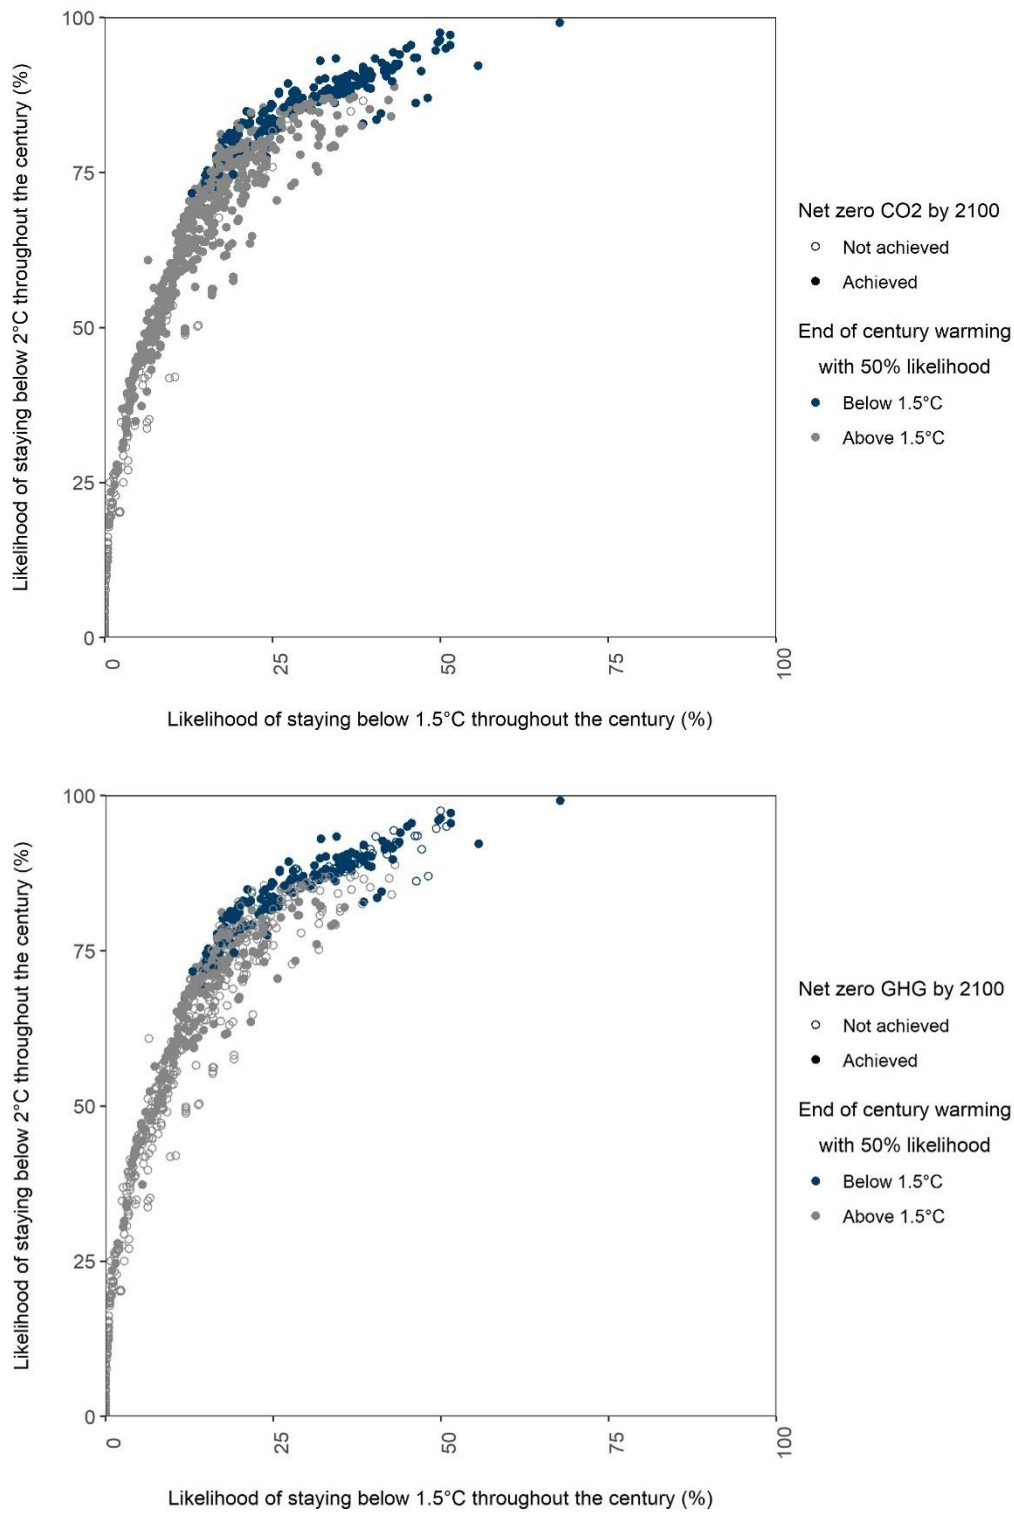 Likelihood of staying below 2°C throughout the century (%)
100
75
50
25
0
0
25
50
75
100
Likelihood of staying below 1.5°C throughout the century (%)
Net zero CO2 by 2100
Not achieved
Achieved
End of century warming
with 50% likelihood
Below 1.5°C
Above 1.5°C
Likelihood of staying below 2°C throughout the century (%)
100
75
50
25
0
0
25
50
75
100
Likelihood of staying below 1.5°C throughout the century (%)
Net zero GHG by 2100
Not achieved
Achieved
End of century warming
with 50% likelihood
Below 1.5°C
Above 1.5°C